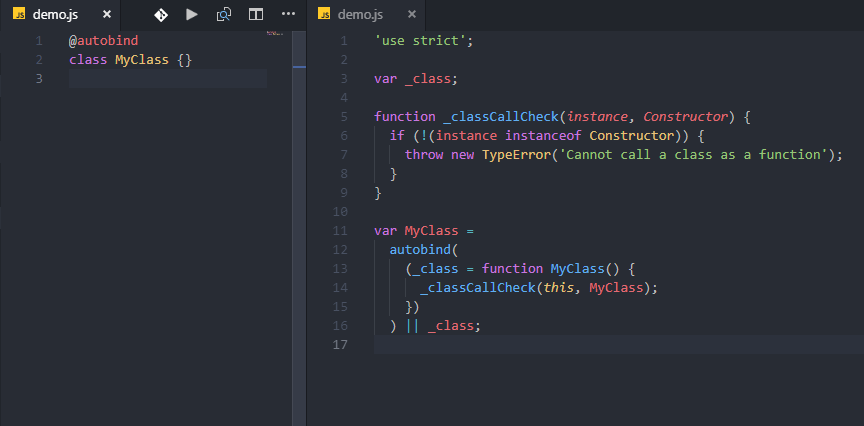 JS demo.js ×
1 @autobind
2 class MyClass {}
3
JS demo.js ×
1 'use strict';
2
3 var _class;
4
5 function _classCallCheck(instance, Constructor) {
6 if (!(instance instanceof Constructor)) {
7 throw new TypeError('Cannot call a class as a function');
8 }
9 }
10
11 var MyClass =
12 autobind(
13 (_class = function MyClass() {
14 _classCallCheck(this, MyClass);
15 })
16 ) || _class;
17